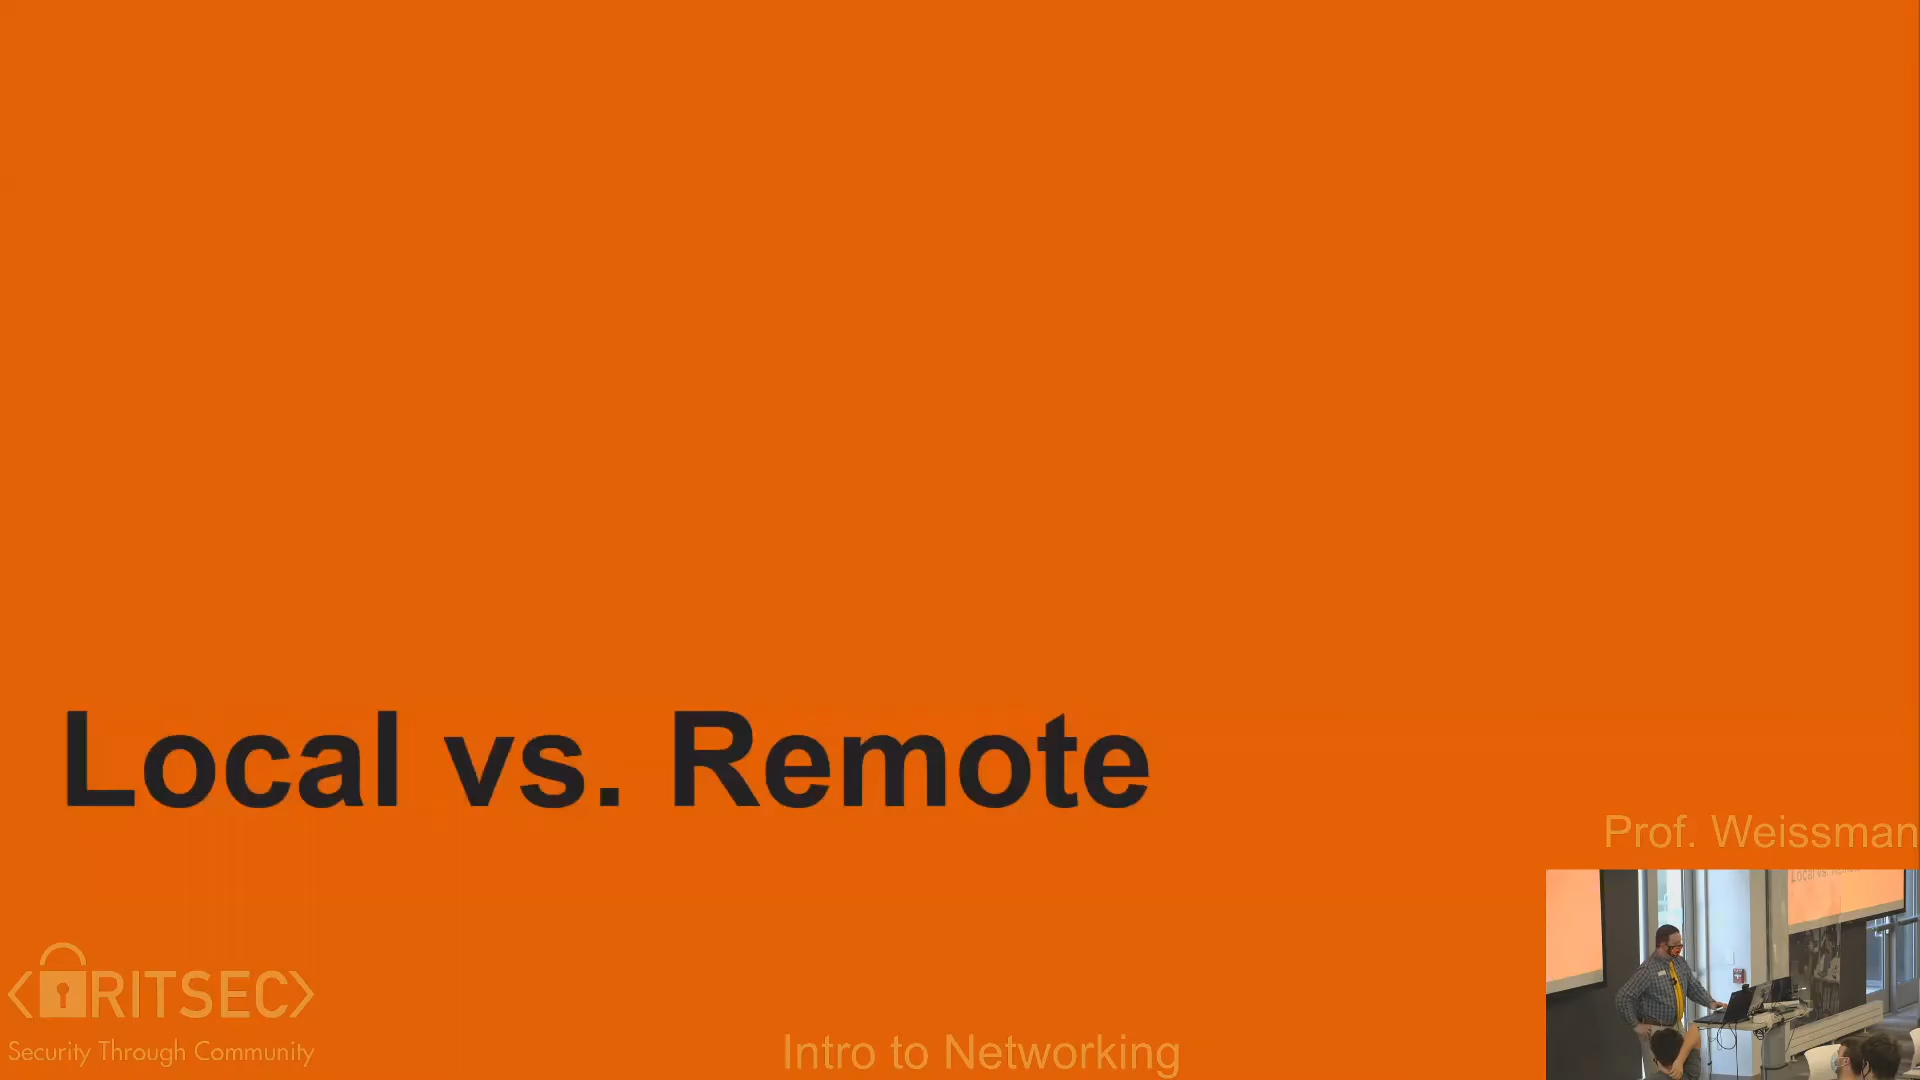 Local vs. Remote
Prof. Weissman
RITSEC
Security Through Community
Intro to Networking